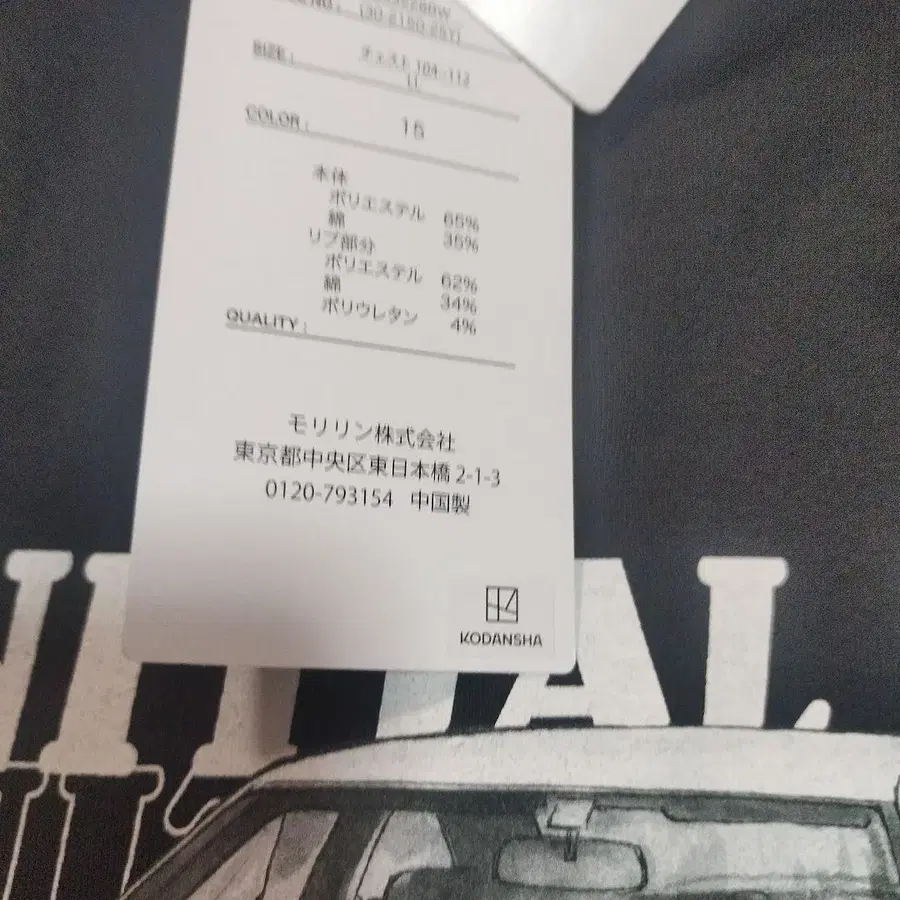 SIZE : チェスト 104~112
LL
COLOR : 15
本体
ポリエステル 65%
綿 35%
リブ部分
ポリエステル 62%
綿 34%
ポリウレタン 4%
QUALITY :
モリリン株式会社
東京都中央区東日本橋 2-1-3
0120-793154 中国製
KODANSHA